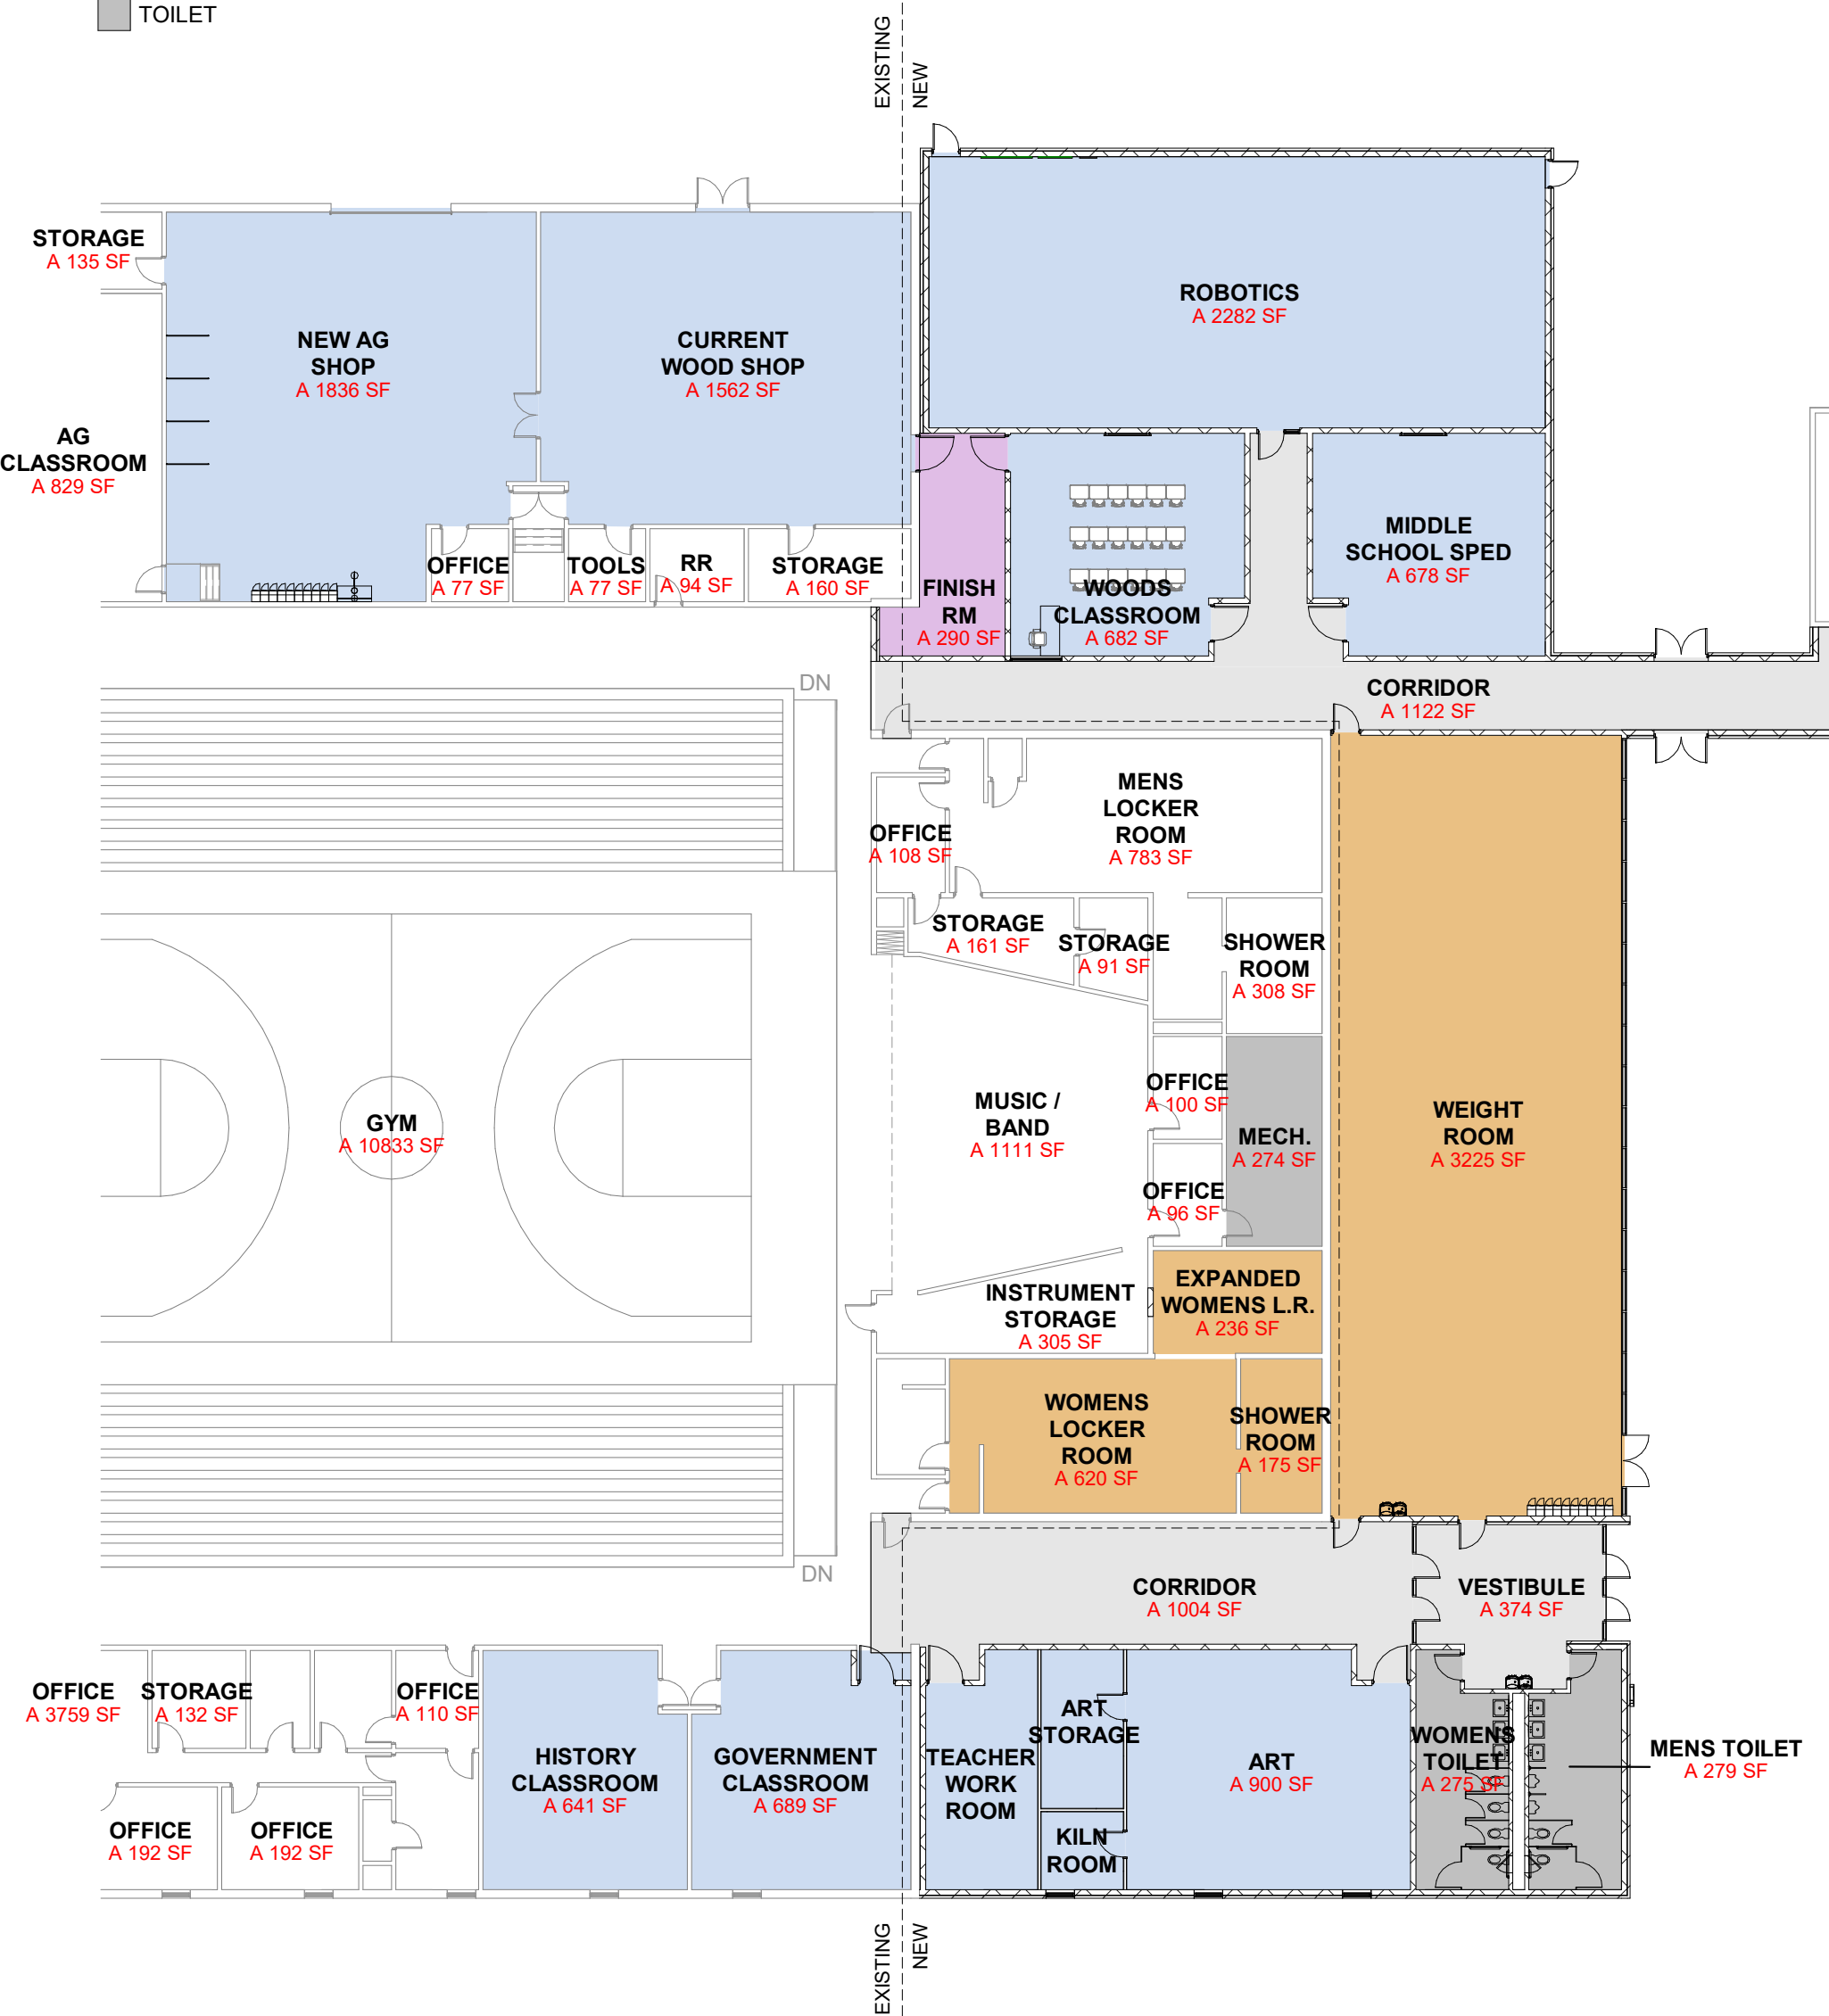 TOILET
EXISTING
NEW
STORAGE
A 135 SF
NEW AG
SHOP
A 1836 SF
CURRENT
WOOD SHOP
A 1562 SF
ROBOTICS
A 2282 SF
AG
CLASSROOM
A 829 SF
OFFICE
A 77 SF
TOOLS
A 77 SF
RR
A 94 SF
STORAGE
A 160 SF
FINISH
RM
A 290 SF
WOODS
CLASSROOM
A 682 SF
MIDDLE
SCHOOL SPED
A 678 SF
DN
CORRIDOR
A 1122 SF
MENS
LOCKER
ROOM
A 783 SF
OFFICE
A 108 SF
STORAGE
A 161 SF
STORAGE
A 91 SF
SHOWER
ROOM
A 308 SF
GYM
A 10833 SF
MUSIC /
BAND
A 1111 SF
OFFICE
A 100 SF
MECH.
A 274 SF
OFFICE
A 96 SF
WEIGHT
ROOM
A 3225 SF
EXPANDED
WOMENS L.R.
A 236 SF
INSTRUMENT
STORAGE
A 305 SF
WOMENS
LOCKER
ROOM
A 620 SF
SHOWER
ROOM
A 175 SF
DN
CORRIDOR
A 1004 SF
VESTIBULE
A 374 SF
OFFICE
A 3759 SF
STORAGE
A 132 SF
OFFICE
A 110 SF
HISTORY
CLASSROOM
A 641 SF
GOVERNMENT
CLASSROOM
A 689 SF
TEACHER
WORK
ROOM
ART
STORAGE
KILN
ROOM
ART
A 900 SF
WOMENS
TOILET
A 275 SF
MENS TOILET
A 279 SF
OFFICE
A 192 SF
OFFICE
A 192 SF
EXISTING
NEW